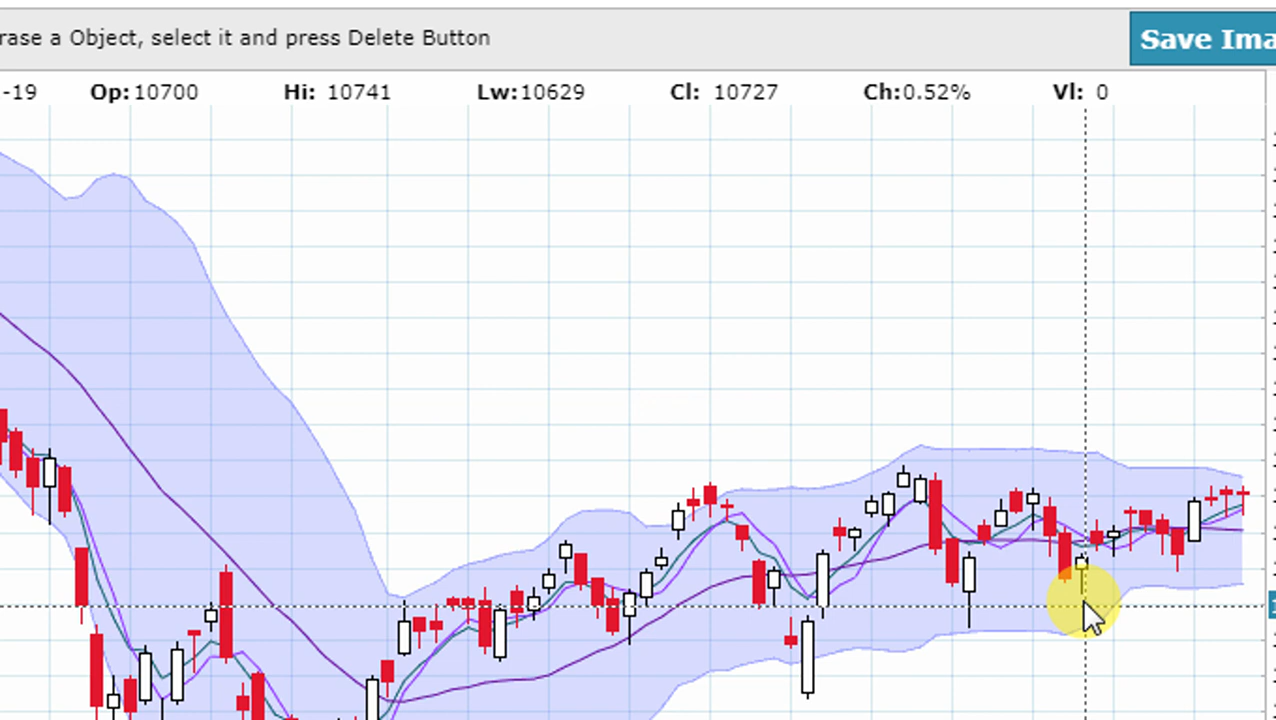 rase a Object, select it and press Delete Button
Save Ima
-19 Op:10700 Hi: 10741 Lw:10629 Cl: 10727 Ch:0.52% Vl: 0